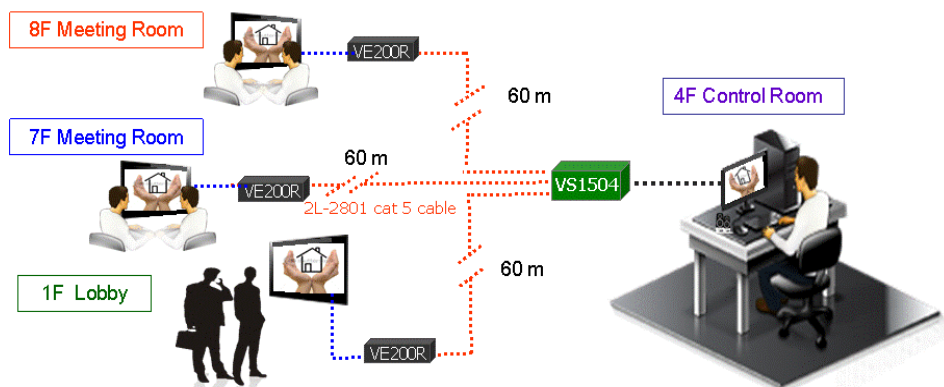 8F Meeting Room
VE200R
60 m
4F Control Room
7F Meeting Room
60 m
VE200R
VS1504
2L-2801 cat 5 cable
60 m
1F Lobby
VE200R